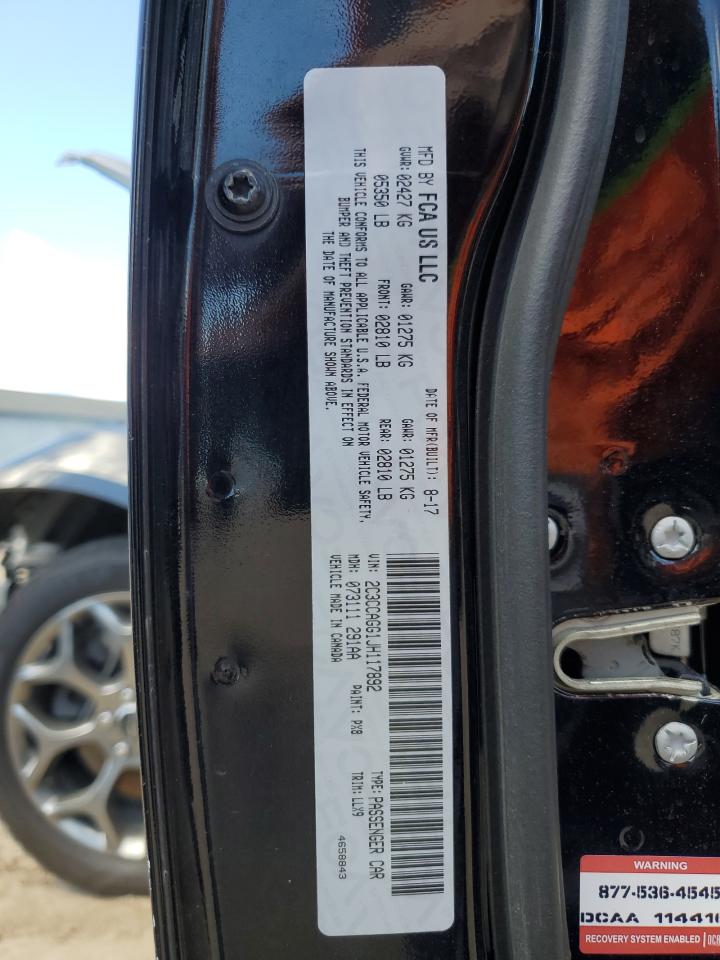 MFD BY FCA US LLC
DATE OF MFR(BUILT): 8-17
GVWR: 02427 KG GAWR: 01275 KG GAWR: 01275 KG
05350 LB FRONT: 02810 LB REAR: 02810 LB
THIS VEHICLE CONFORMS TO ALL APPLICABLE U.S.A. FEDERAL MOTOR VEHICLE SAFETY,
BUMPER AND THEFT PREVENTION STANDARDS IN EFFECT ON
THE DATE OF MANUFACTURE SHOWN ABOVE.
VIN: 2C3CCAGG1JH117892 TYPE: PASSENGER CAR
MDH: 073111 291AA PAINT: PX8 TRIM: LLX9
VEHICLE MADE IN CANADA
4658843
87K
WARNING
877-536-4545
DCAA 11441
RECOVERY SYSTEM ENABLED | DCR